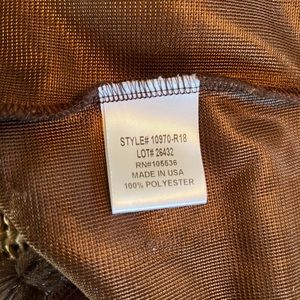 STYLE# 10970-R18
LOT# 26432
RN#105536
MADE IN USA
100% POLYESTER